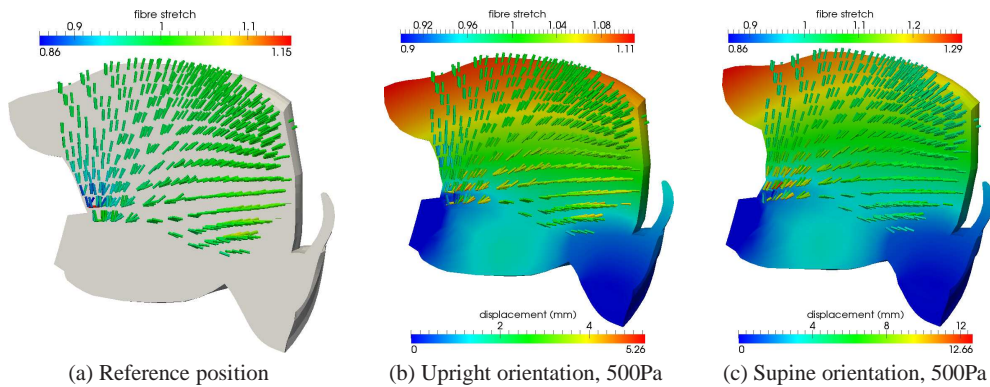 fibre stretch
0.9 1 1.1
0.86 1.15
(a) Reference position
fibre stretch
0.92 0.96 1 1.04 1.08
0.9 1.11
displacement (mm)
2 4
0 5.26
(b) Upright orientation, 500Pa
fibre stretch
0.9 1 1.1 1.2
0.86 1.29
displacement (mm)
4 8 12
0 12.66
(c) Supine orientation, 500Pa